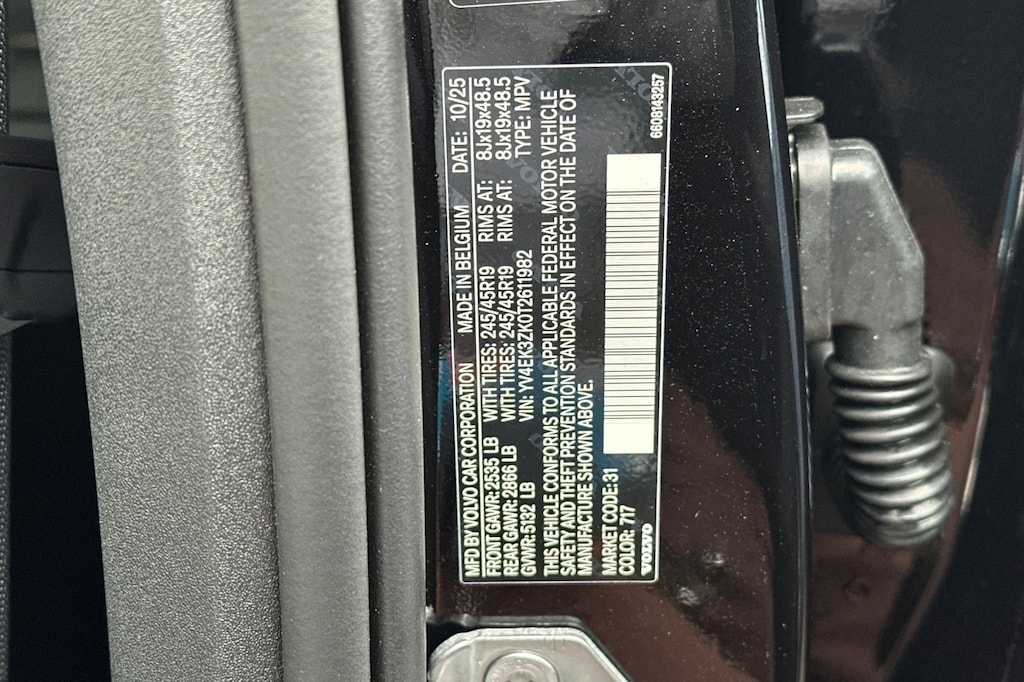 MFD BY VOLVO CAR CORPORATION MADE IN BELGIUM DATE: 10/25
FRONT GAWR: 2535 LB WITH TIRES: 245/45R19 RIMS AT: 8Jx19x48.5
REAR GAWR: 2866 LB WITH TIRES: 245/45R19 RIMS AT: 8Jx19x48.5
GVWR: 5132 LB VIN: YV4EK3ZK0T2611982 TYPE: MPV
THIS VEHICLE CONFORMS TO ALL APPLICABLE FEDERAL MOTOR VEHICLE
SAFETY AND THEFT PREVENTION STANDARDS IN EFFECT ON THE DATE OF
MANUFACTURE SHOWN ABOVE.
MARKET CODE:31
COLOR: 717
VOLVO
6608143257